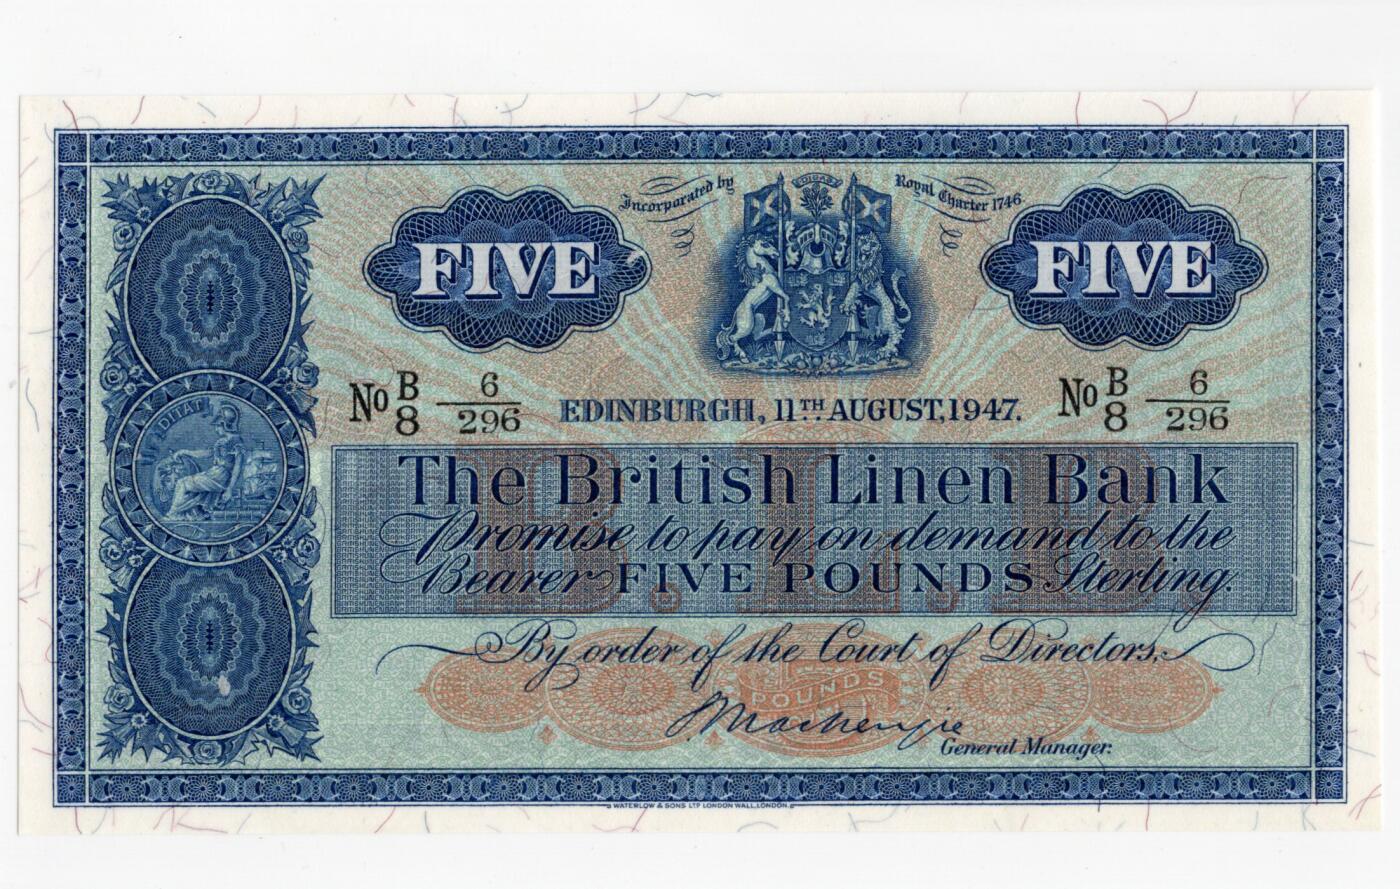 Incorporated by Royal Charter 1746.
DITAT
FIVE FIVE
No B/8 6/296 No B/8 6/296
EDINBURGH, 11TH AUGUST, 1947.
The British Linen Bank
Promise to pay on demand to the
Bearer FIVE POUNDS Sterling.
B.L.B
By order of the Court of Directors,
5
POUNDS
J Mackenzie
General Manager.
WATERLOW & SONS LTD LONDON WALL, LONDON.